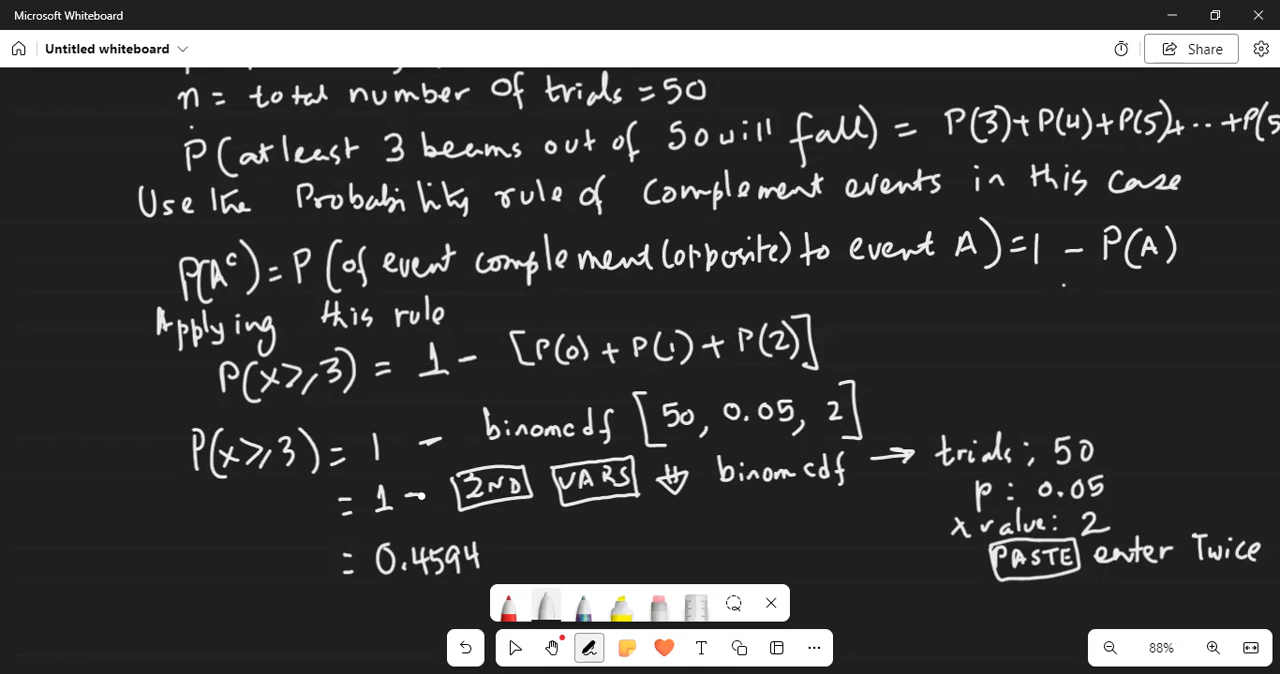 Microsoft Whiteboard
Untitled whiteboard
Share
n = total number of trials = 50
P(atleast 3 beams out of 50 will fall) = P(3)+P(4)+P(5)+...+P(5
Use the Probability rule of complement events in this case
P(Aᶜ) = P(of event complement (opposite) to event A) = 1 - P(A)
Applying this rule
P(x≥3) = 1 - [P(0) + P(1) + P(2)]
P(x≥3) = 1 - binomcdf [50, 0.05, 2]
= 1 - 2ND VARS ⇓ binomcdf → trials; 50
p : 0.05
x value: 2
PASTE enter Twice
= 0.4594
88%